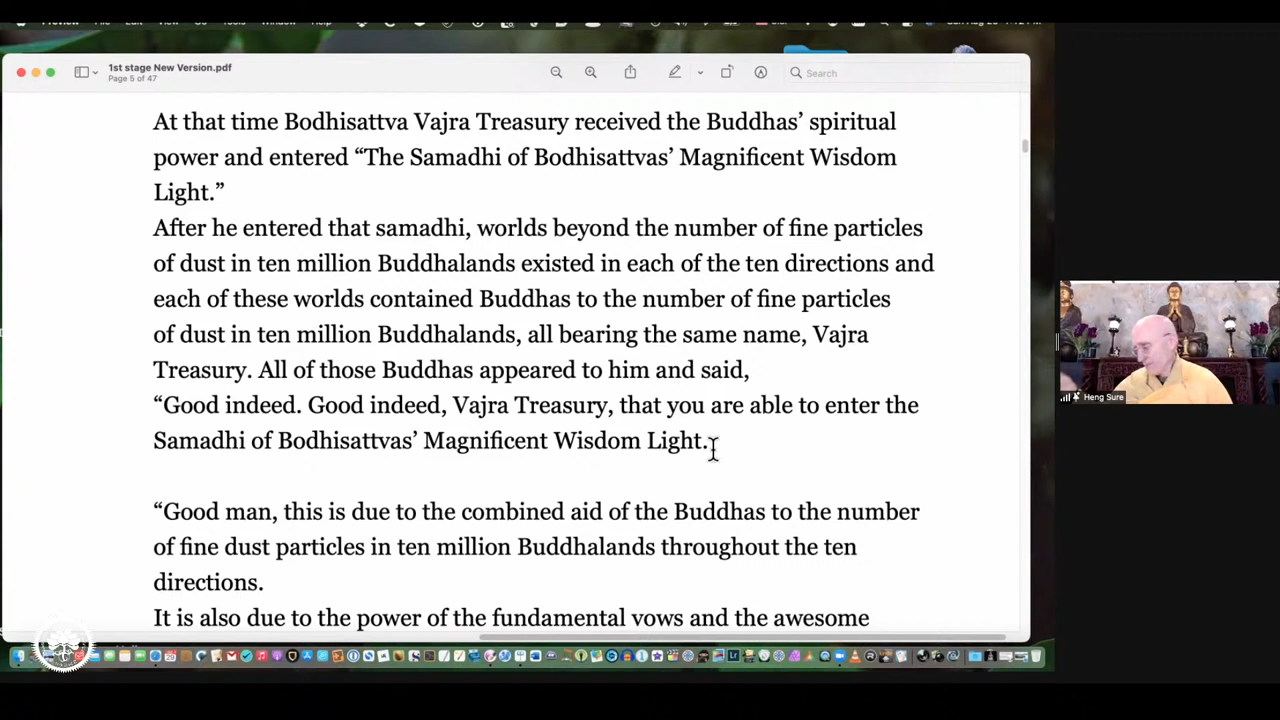 1st stage New Version.pdf
Page 5 of 47
Search
At that time Bodhisattva Vajra Treasury received the Buddhas’ spiritual
power and entered “The Samadhi of Bodhisattvas’ Magnificent Wisdom
Light.”
After he entered that samadhi, worlds beyond the number of fine particles
of dust in ten million Buddhalands existed in each of the ten directions and
each of these worlds contained Buddhas to the number of fine particles
of dust in ten million Buddhalands, all bearing the same name, Vajra
Treasury. All of those Buddhas appeared to him and said,
“Good indeed. Good indeed, Vajra Treasury, that you are able to enter the
Samadhi of Bodhisattvas’ Magnificent Wisdom Light.
“Good man, this is due to the combined aid of the Buddhas to the number
of fine dust particles in ten million Buddhalands throughout the ten
directions.
It is also due to the power of the fundamental vows and the awesome
Heng Sure